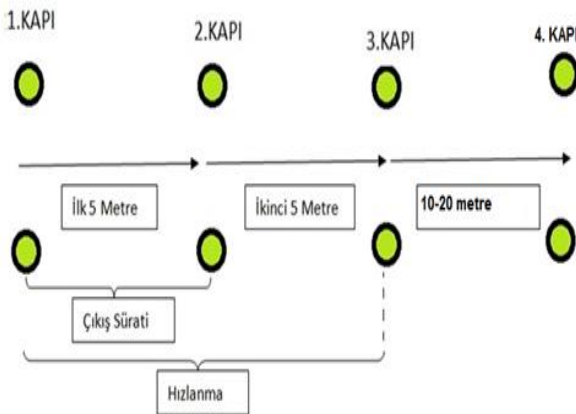 1.KAPI
2.KAPI
3.KAPI
4. KAPI
İlk 5 Metre
İkinci 5 Metre
10-20 metre
Çıkış Sürati
Hızlanma